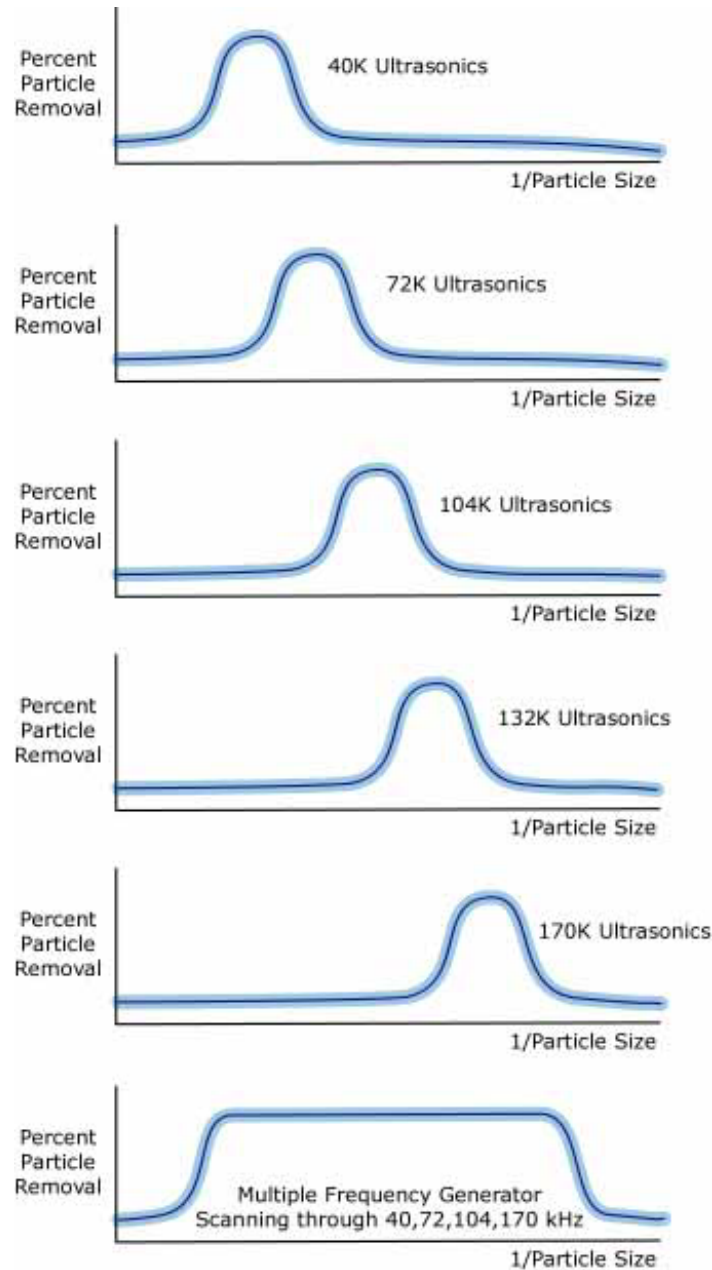 Percent
Particle
Removal
40K Ultrasonics
1/Particle Size
Percent
Particle
Removal
72K Ultrasonics
1/Particle Size
Percent
Particle
Removal
104K Ultrasonics
1/Particle Size
Percent
Particle
Removal
132K Ultrasonics
1/Particle Size
Percent
Particle
Removal
170K Ultrasonics
1/Particle Size
Percent
Particle
Removal
Multiple Frequency Generator
Scanning through 40,72,104,170 kHz
1/Particle Size